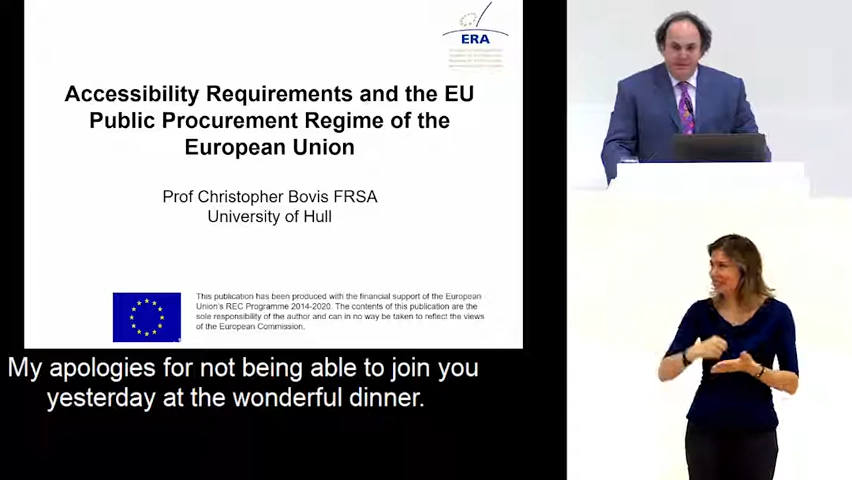 ERA
Accessibility Requirements and the EU
Public Procurement Regime of the
European Union
Prof Christopher Bovis FRSA
University of Hull
This publication has been produced with the financial support of the European
Union's REC Programme 2014-2020. The contents of this publication are the
sole responsibility of the author and can in no way be taken to reflect the views
of the European Commission.
My apologies for not being able to join you
yesterday at the wonderful dinner.